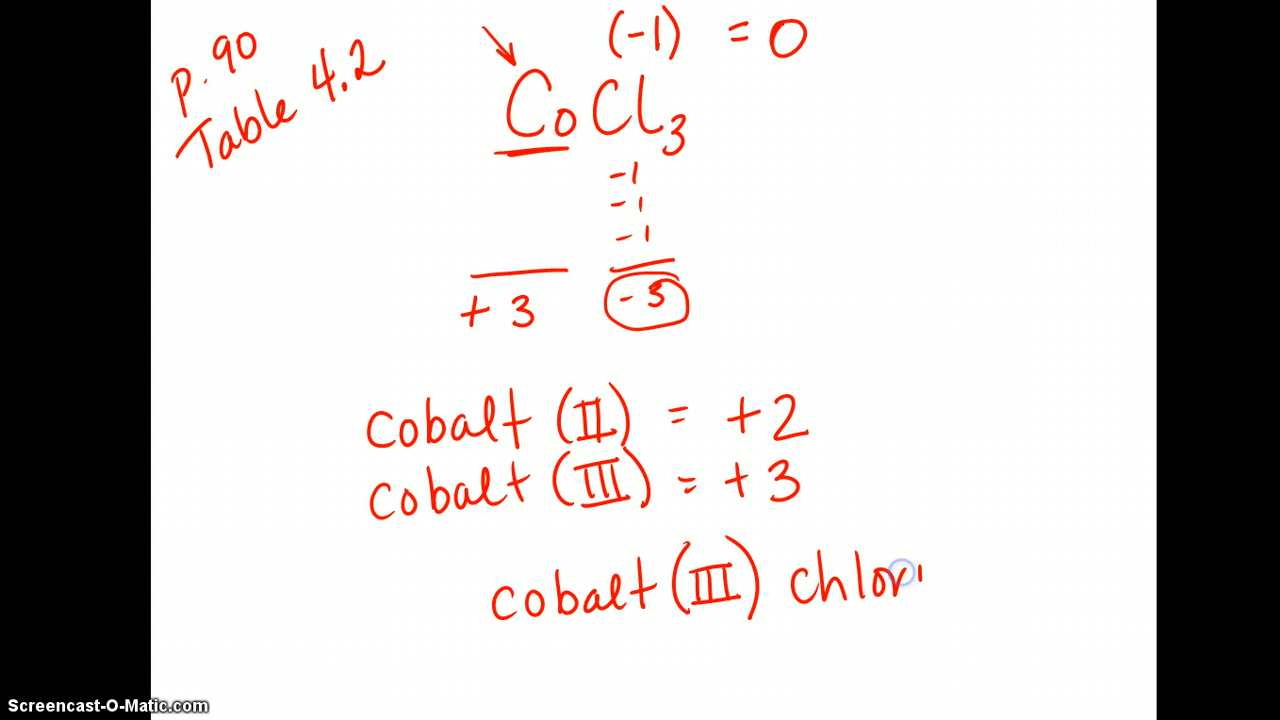 p. 90
Table 4.2
(-1) = 0
CoCl3
-1
-1
-1
+3 -3
cobalt (II) = +2
cobalt (III) = +3
cobalt (III) chlori
Screencast-O-Matic.com